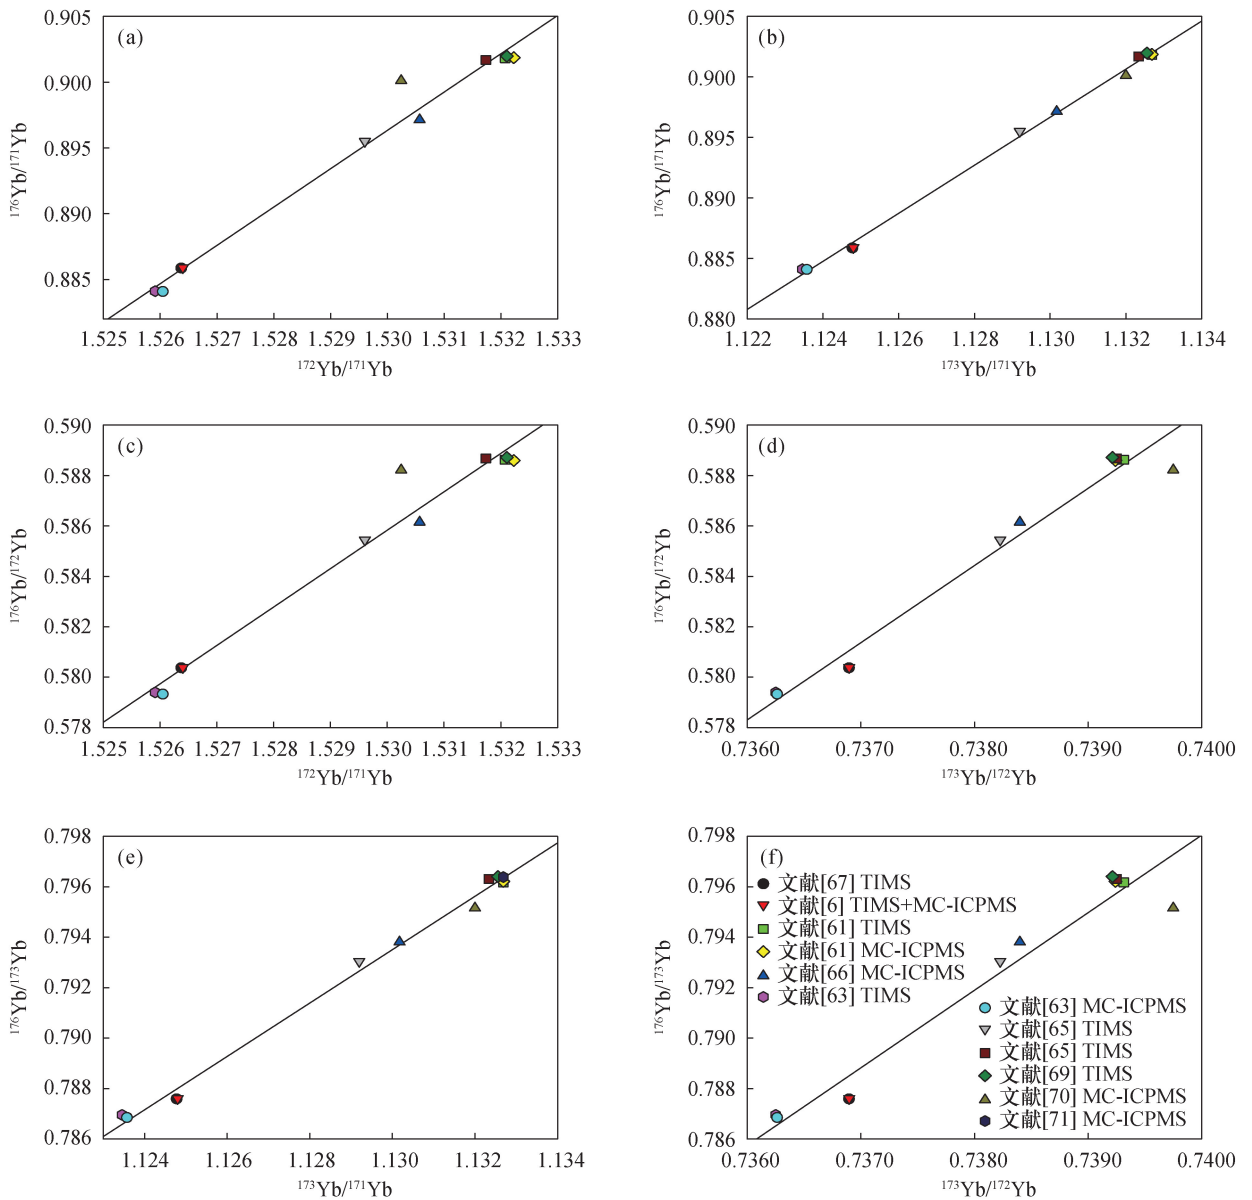 (a)
0.905
0.900
0.895
0.890
0.885
¹⁷⁶Yb/¹⁷¹Yb
1.525 1.526 1.527 1.528 1.529 1.530 1.531 1.532 1.533
¹⁷²Yb/¹⁷¹Yb
(b)
0.905
0.900
0.895
0.890
0.885
0.880
¹⁷⁶Yb/¹⁷¹Yb
1.122 1.124 1.126 1.128 1.130 1.132 1.134
¹⁷³Yb/¹⁷¹Yb
(c)
0.590
0.588
0.586
0.584
0.582
0.580
0.578
¹⁷⁶Yb/¹⁷²Yb
1.525 1.526 1.527 1.528 1.529 1.530 1.531 1.532 1.533
¹⁷²Yb/¹⁷¹Yb
(d)
0.590
0.588
0.586
0.584
0.582
0.580
0.578
¹⁷⁶Yb/¹⁷²Yb
0.7360 0.7370 0.7380 0.7390 0.7400
¹⁷³Yb/¹⁷²Yb
(e)
0.798
0.796
0.794
0.792
0.790
0.788
0.786
¹⁷⁶Yb/¹⁷³Yb
1.124 1.126 1.128 1.130 1.132 1.134
¹⁷³Yb/¹⁷¹Yb
(f)
0.798
0.796
0.794
0.792
0.790
0.788
0.786
¹⁷⁶Yb/¹⁷³Yb
文献[67] TIMS
文献[6] TIMS+MC-ICPMS
文献[61] TIMS
文献[61] MC-ICPMS
文献[66] MC-ICPMS
文献[63] TIMS
文献[63] MC-ICPMS
文献[65] TIMS
文献[65] TIMS
文献[69] TIMS
文献[70] MC-ICPMS
文献[71] MC-ICPMS
0.7360 0.7370 0.7380 0.7390 0.7400
¹⁷³Yb/¹⁷²Yb